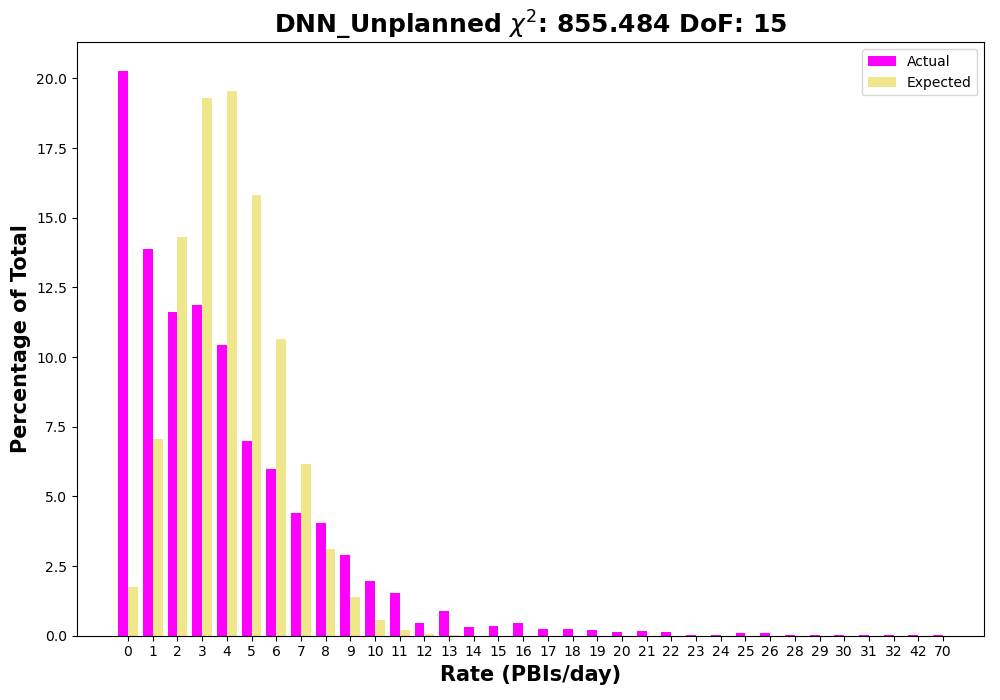 DNN_Unplanned χ²: 855.484 DoF: 15
Actual
Expected
Percentage of Total
20.0
17.5
15.0
12.5
10.0
7.5
5.0
2.5
0.0
0 1 2 3 4 5 6 7 8 9 10 11 12 13 14 15 16 17 18 19 20 21 22 23 24 25 26 28 29 30 31 32 42 70
Rate (PBIs/day)